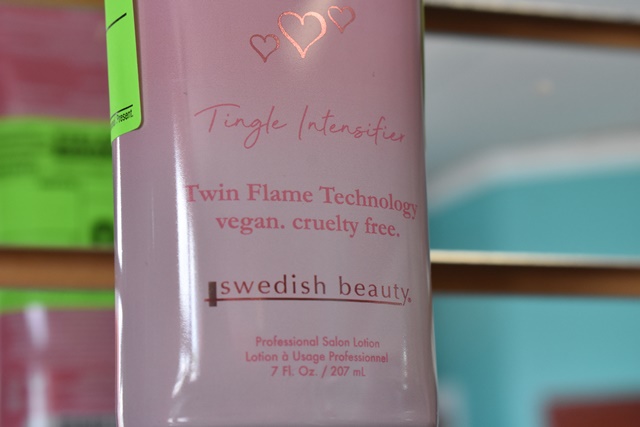 Present.
Tingle Intensifier
Twin Flame Technology
vegan. cruelty free.
swedish beauty.
Professional Salon Lotion
Lotion à Usage Professionnel
7 Fl. Oz. / 207 mL